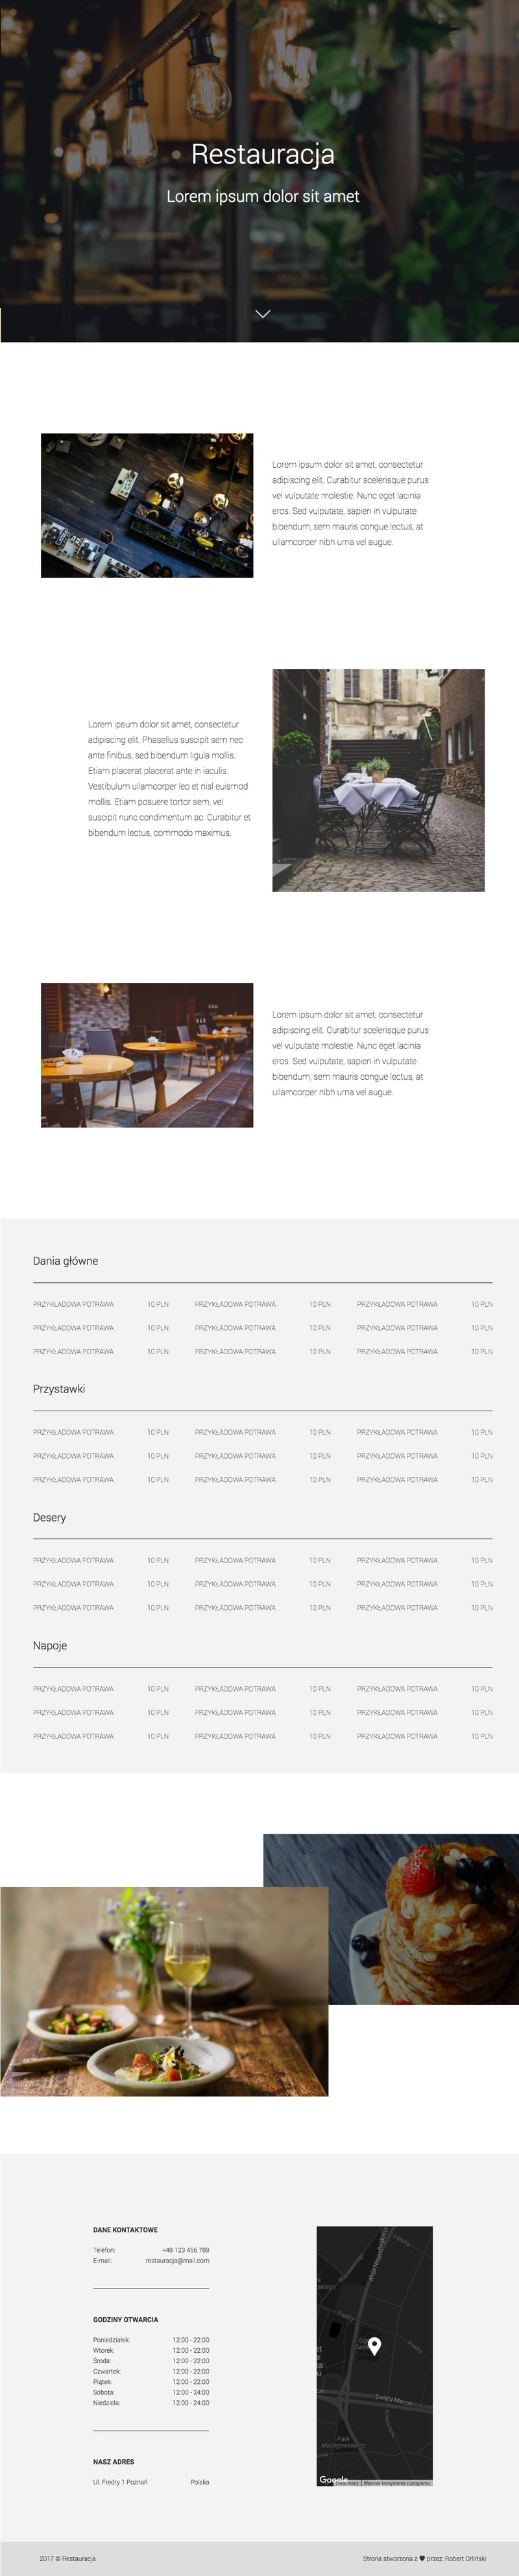 Restauracja
Lorem ipsum dolor sit amet
Lorem ipsum dolor sit amet, consectetur
adipiscing elit. Curabitur scelerisque purus
vel vulputate molestie. Nunc eget lacinia
eros. Sed vulputate, sapien in vulputate
bibendum, sem mauris congue lectus, at
ullamcorper nibh urna vel augue.
Lorem ipsum dolor sit amet, consectetur
adipiscing elit. Phasellus suscipit sem nec
ante finibus, sed bibendum ligula mollis.
Etiam placerat placerat ante in iaculis.
Vestibulum ullamcorper leo et nisl euismod
mollis. Etiam posuere tortor sem, vel
suscipit nunc condimentum ac. Curabitur et
bibendum lectus, commodo maximus.
Lorem ipsum dolor sit amet, consectetur
adipiscing elit. Curabitur scelerisque purus
vel vulputate molestie. Nunc eget lacinia
eros. Sed vulputate, sapien in vulputate
bibendum, sem mauris congue lectus, at
ullamcorper nibh urna vel augue.
Dania główne
PRZYKŁADOWA POTRAWA 10 PLN PRZYKŁADOWA POTRAWA 10 PLN PRZYKŁADOWA POTRAWA 10 PLN
PRZYKŁADOWA POTRAWA 10 PLN PRZYKŁADOWA POTRAWA 10 PLN PRZYKŁADOWA POTRAWA 10 PLN
PRZYKŁADOWA POTRAWA 10 PLN PRZYKŁADOWA POTRAWA 10 PLN PRZYKŁADOWA POTRAWA 10 PLN
Przystawki
PRZYKŁADOWA POTRAWA 10 PLN PRZYKŁADOWA POTRAWA 10 PLN PRZYKŁADOWA POTRAWA 10 PLN
PRZYKŁADOWA POTRAWA 10 PLN PRZYKŁADOWA POTRAWA 10 PLN PRZYKŁADOWA POTRAWA 10 PLN
PRZYKŁADOWA POTRAWA 10 PLN PRZYKŁADOWA POTRAWA 10 PLN PRZYKŁADOWA POTRAWA 10 PLN
Desery
PRZYKŁADOWA POTRAWA 10 PLN PRZYKŁADOWA POTRAWA 10 PLN PRZYKŁADOWA POTRAWA 10 PLN
PRZYKŁADOWA POTRAWA 10 PLN PRZYKŁADOWA POTRAWA 10 PLN PRZYKŁADOWA POTRAWA 10 PLN
PRZYKŁADOWA POTRAWA 10 PLN PRZYKŁADOWA POTRAWA 10 PLN PRZYKŁADOWA POTRAWA 10 PLN
Napoje
PRZYKŁADOWA POTRAWA 10 PLN PRZYKŁADOWA POTRAWA 10 PLN PRZYKŁADOWA POTRAWA 10 PLN
PRZYKŁADOWA POTRAWA 10 PLN PRZYKŁADOWA POTRAWA 10 PLN PRZYKŁADOWA POTRAWA 10 PLN
PRZYKŁADOWA POTRAWA 10 PLN PRZYKŁADOWA POTRAWA 10 PLN PRZYKŁADOWA POTRAWA 10 PLN
DANE KONTAKTOWE
Telefon: +48 123 456 789
E-mail: restauracja@mail.com
GODZINY OTWARCIA
Poniedziałek: 12:00 - 22:00
Wtorek: 12:00 - 22:00
Środa: 12:00 - 22:00
Czwartek: 12:00 - 22:00
Piątek: 12:00 - 22:00
Sobota: 12:00 - 24:00
Niedziela: 12:00 - 24:00
NASZ ADRES
Ul. Fredry 1 Poznań Polska
Libelta
aleja Niepodległości
Fredry
Fredry
Święty Marcin
Kościuszki
Park
Google
Dane mapy Warunki korzystania z programu
2017 © Restauracja
Strona stworzona z ♥ przez: Robert Orliński